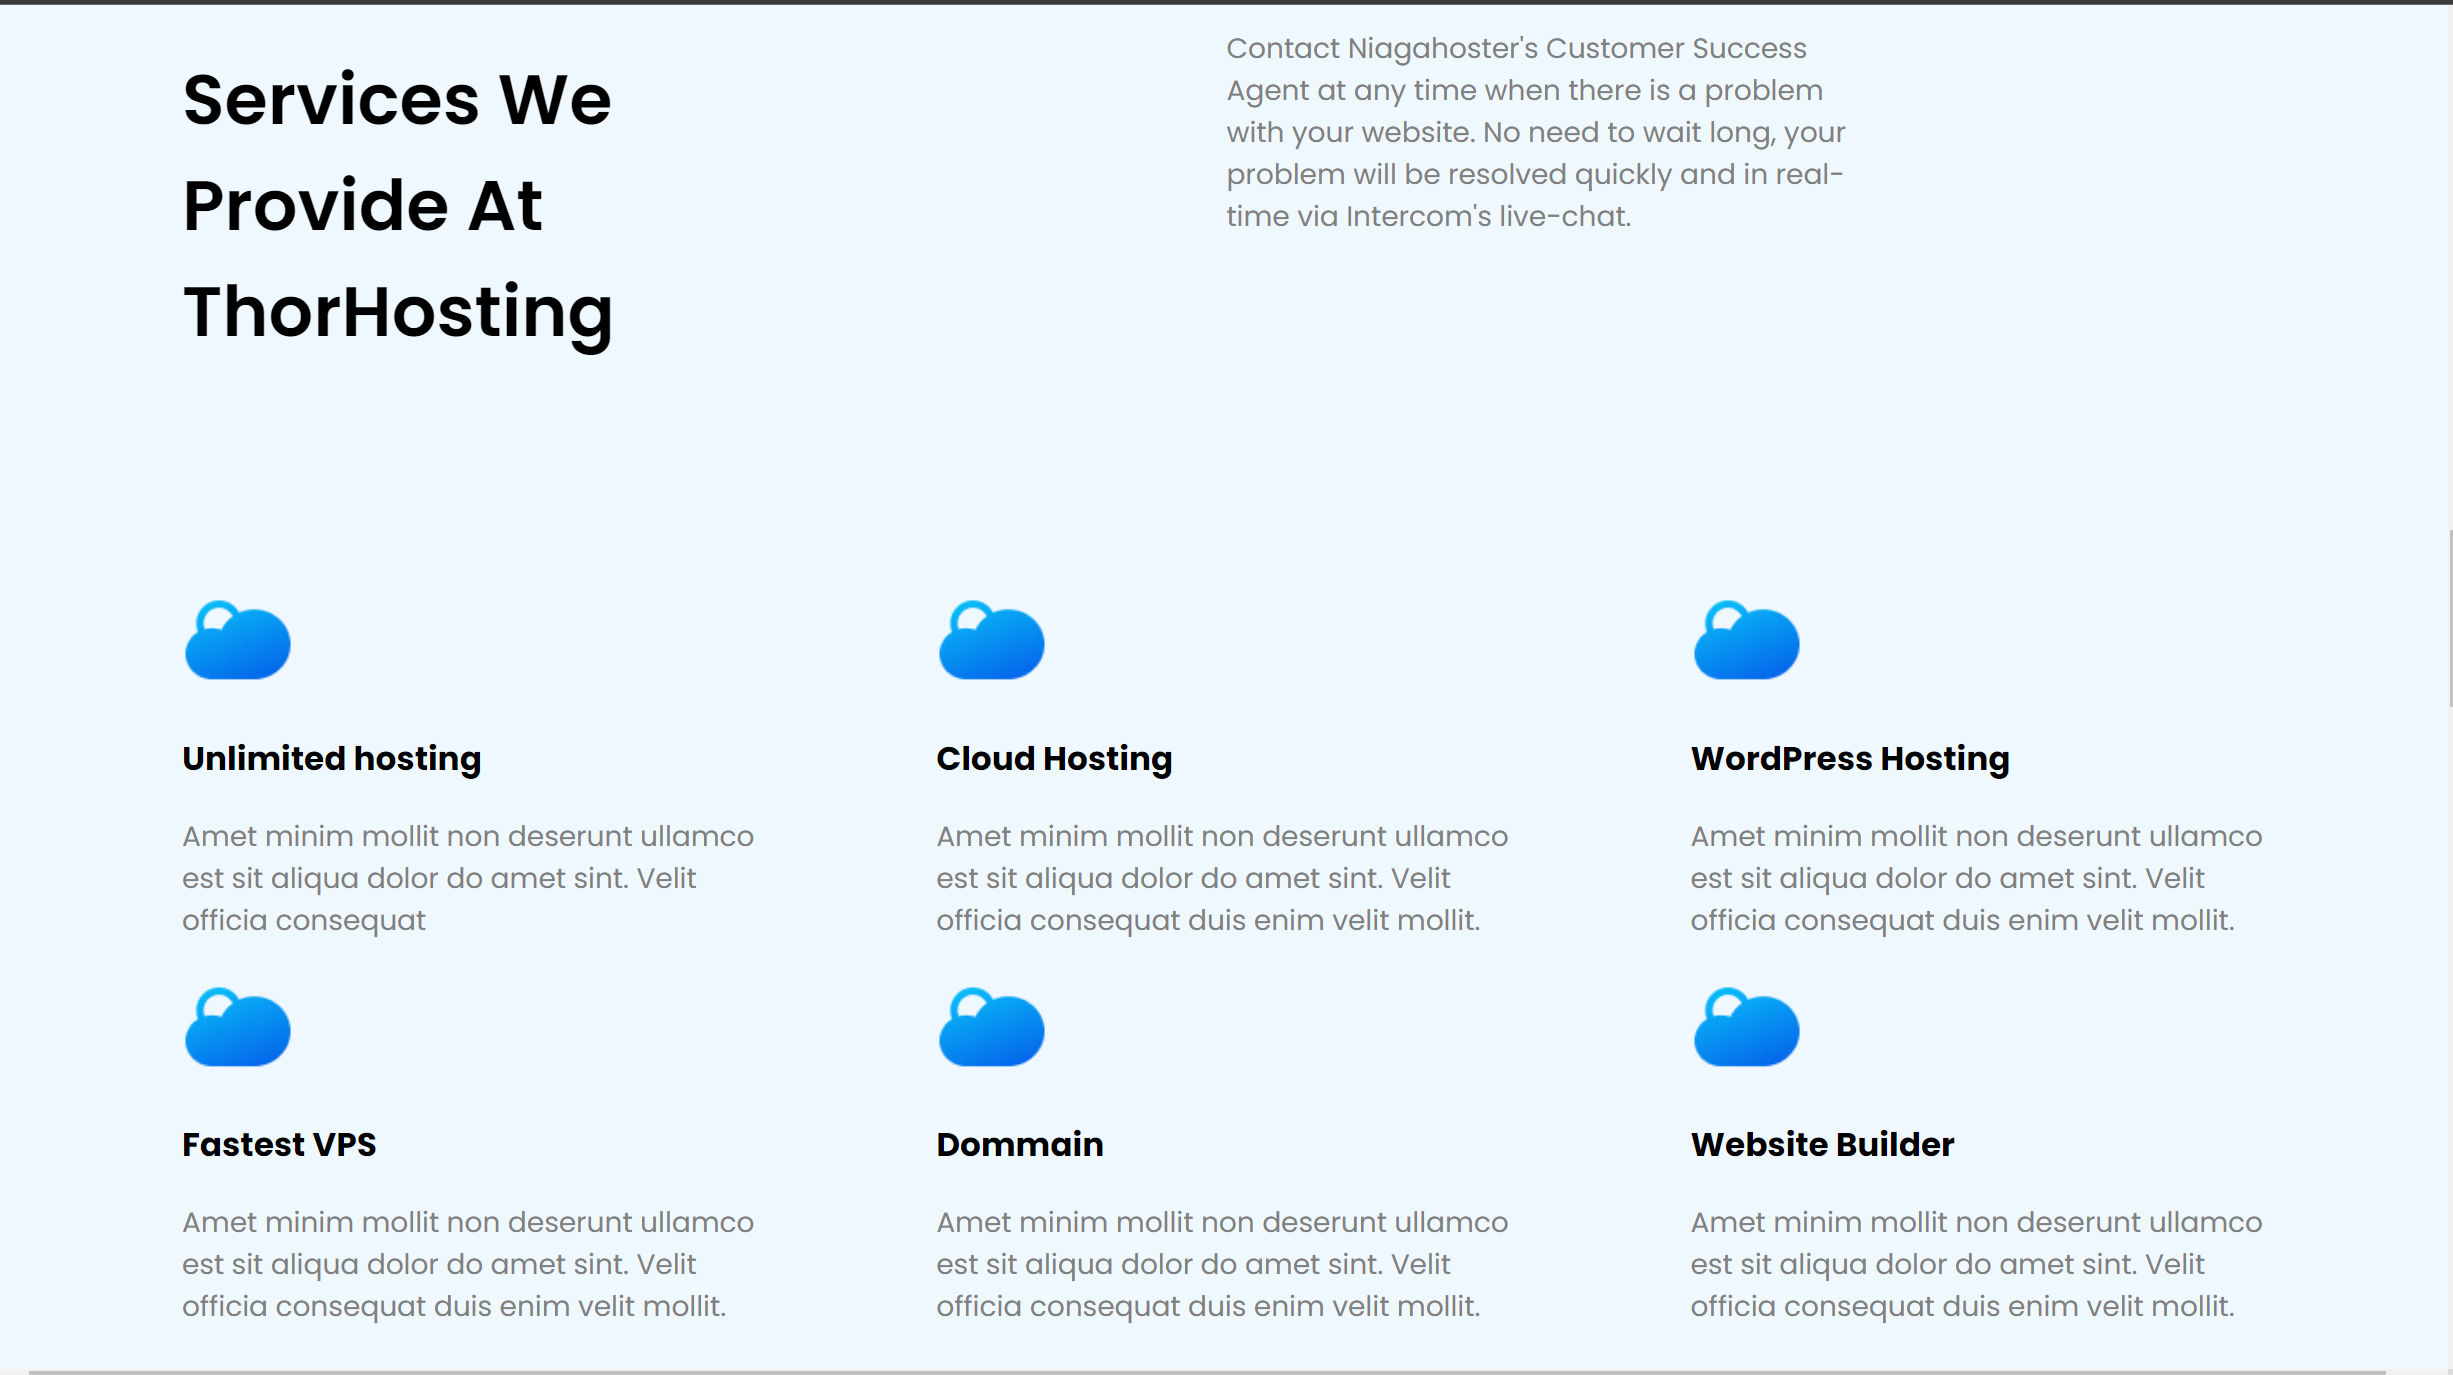 Services We
Provide At
ThorHosting
Contact Niagahoster's Customer Success
Agent at any time when there is a problem
with your website. No need to wait long, your
problem will be resolved quickly and in real-
time via Intercom's live-chat.
Unlimited hosting
Amet minim mollit non deserunt ullamco
est sit aliqua dolor do amet sint. Velit
officia consequat
Cloud Hosting
Amet minim mollit non deserunt ullamco
est sit aliqua dolor do amet sint. Velit
officia consequat duis enim velit mollit.
WordPress Hosting
Amet minim mollit non deserunt ullamco
est sit aliqua dolor do amet sint. Velit
officia consequat duis enim velit mollit.
Fastest VPS
Amet minim mollit non deserunt ullamco
est sit aliqua dolor do amet sint. Velit
officia consequat duis enim velit mollit.
Dommain
Amet minim mollit non deserunt ullamco
est sit aliqua dolor do amet sint. Velit
officia consequat duis enim velit mollit.
Website Builder
Amet minim mollit non deserunt ullamco
est sit aliqua dolor do amet sint. Velit
officia consequat duis enim velit mollit.